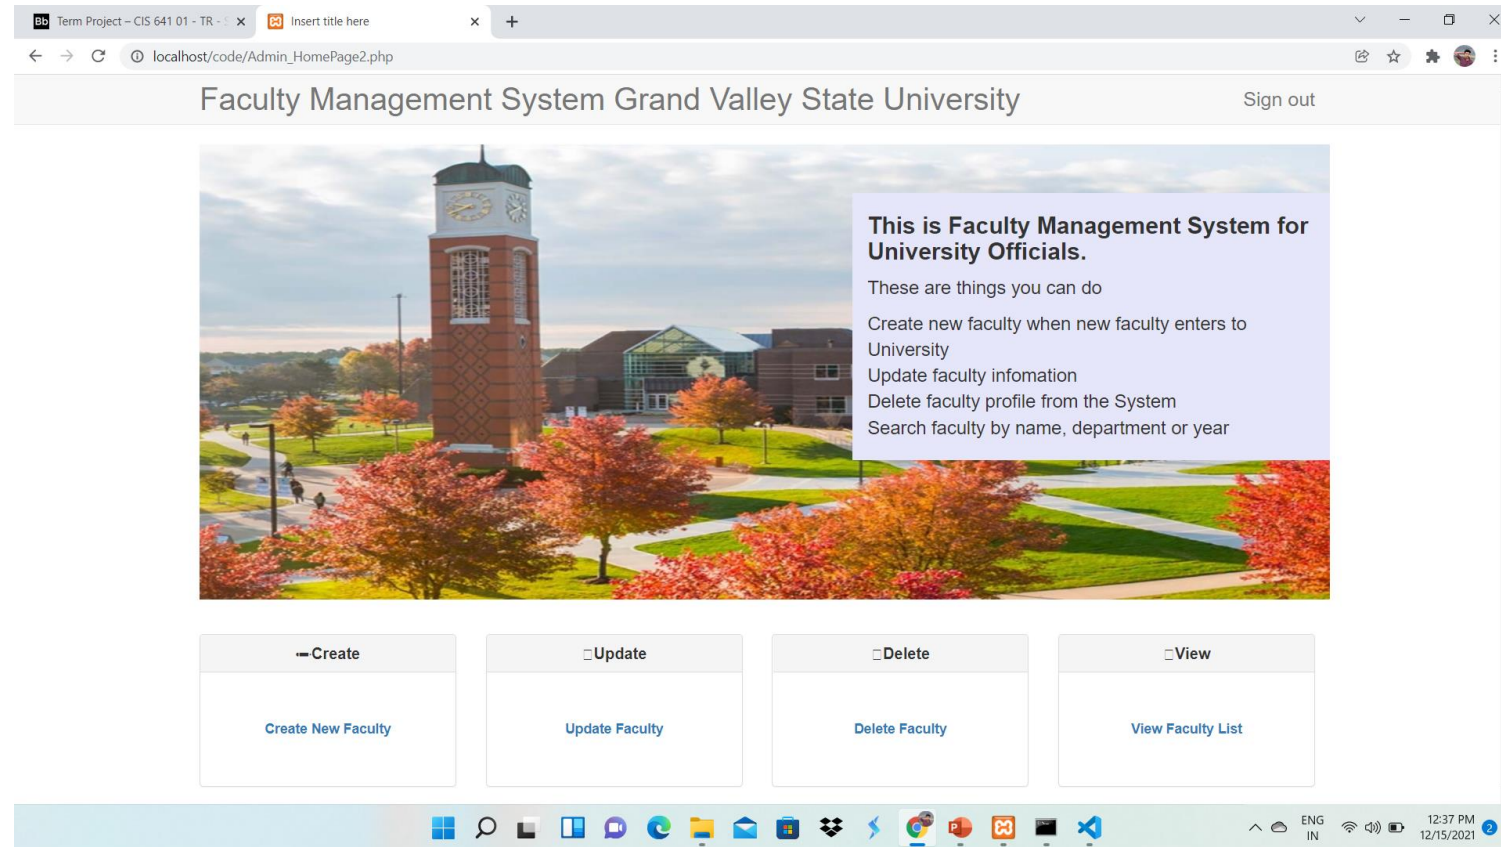 Bb Term Project – CIS 641 01 - TR - S
Insert title here
localhost/code/Admin_HomePage2.php
Faculty Management System Grand Valley State University
Sign out
This is Faculty Management System for
University Officials.
These are things you can do
Create new faculty when new faculty enters to
University
Update faculty infomation
Delete faculty profile from the System
Search faculty by name, department or year
Create
Update
Delete
View
Create New Faculty
Update Faculty
Delete Faculty
View Faculty List
ENG
IN
12:37 PM
12/15/2021
2